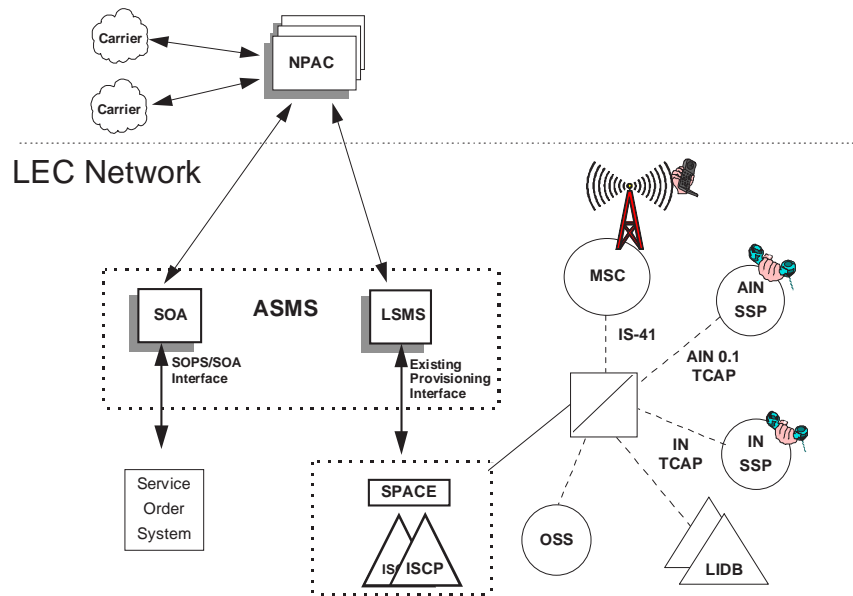 Carrier
NPAC
Carrier
LEC Network
MSC
AIN
SSP
SOA
ASMS
LSMS
IS-41
SOPS/SOA
Interface
Existing
Provisioning
Interface
AIN 0.1
TCAP
IN
TCAP
IN
SSP
Service
Order
System
SPACE
ISCP
OSS
LIDB